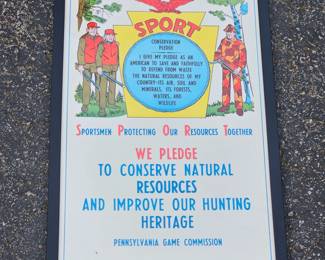 SPORT
CONSERVATION
PLEDGE
I GIVE MY PLEDGE AS AN
AMERICAN TO SAVE AND FAITHFULLY
TO DEFEND FROM WASTE
THE NATURAL RESOURCES OF MY
COUNTRY-ITS AIR, SOIL AND
MINERALS, ITS FORESTS,
WATERS, AND
WILDLIFE
SPORTSMEN PROTECTING OUR RESOURCES TOGETHER
WE PLEDGE
TO CONSERVE NATURAL
RESOURCES
AND IMPROVE OUR HUNTING
HERITAGE
PENNSYLVANIA GAME COMMISSION